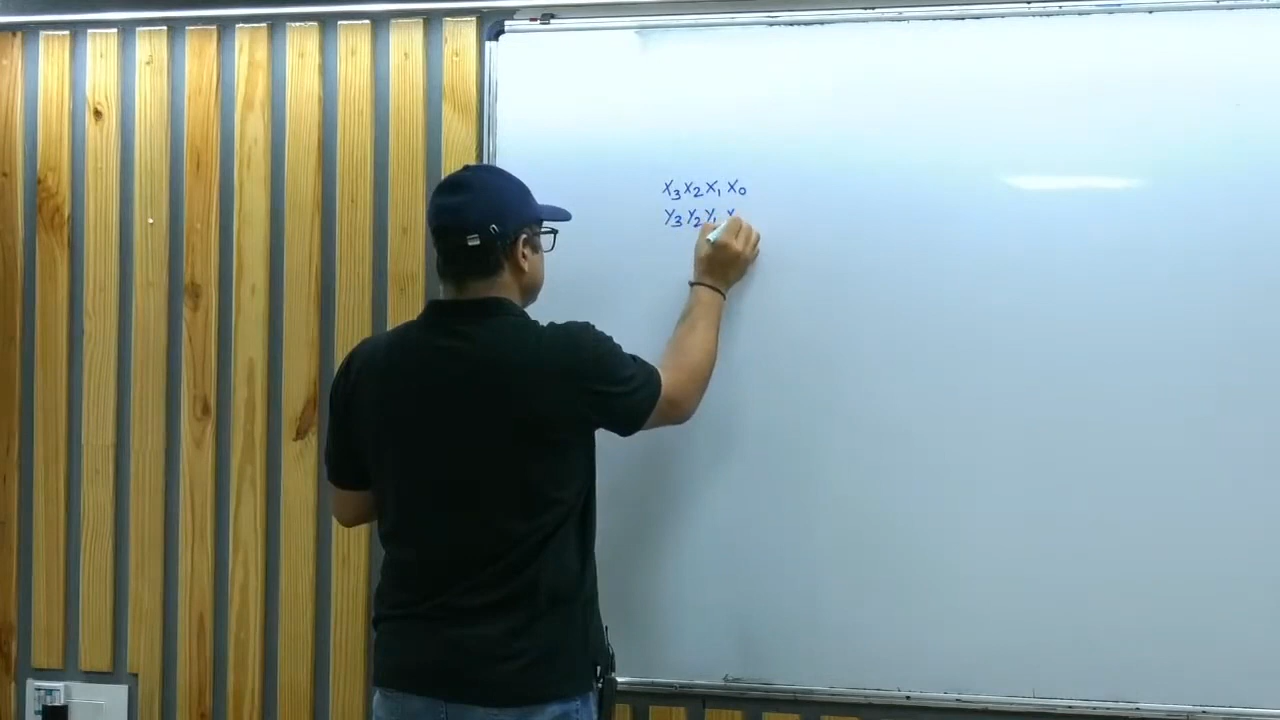 X₃ X₂ X₁ X₀
Y₃ Y₂ Y₁ Y